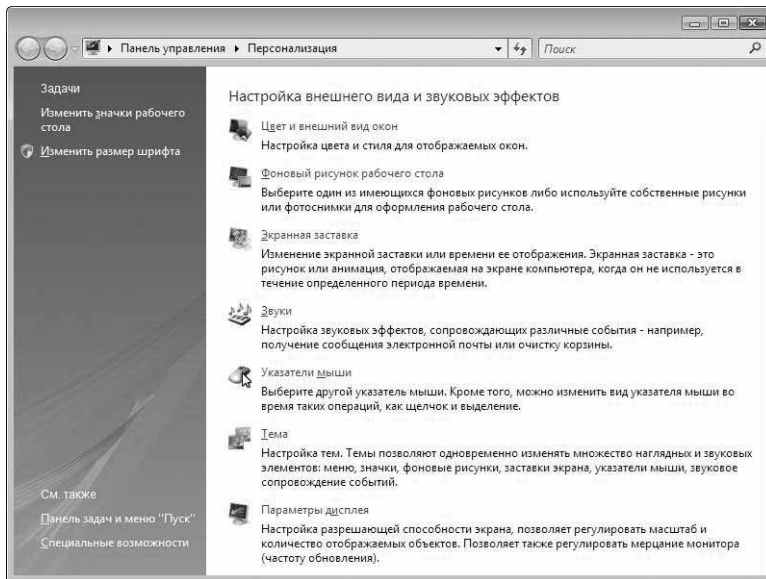 Панель управления ▸ Персонализация
Поиск
Задачи
Изменить значки рабочего
стола
Изменить размер шрифта
Настройка внешнего вида и звуковых эффектов
Цвет и внешний вид окон
Настройка цвета и стиля для отображаемых окон.
Фоновый рисунок рабочего стола
Выберите один из имеющихся фоновых рисунков либо используйте собственные рисунки
или фотоснимки для оформления рабочего стола.
Экранная заставка
Изменение экранной заставки или времени ее отображения. Экранная заставка - это
рисунок или анимация, отображаемая на экране компьютера, когда он не используется в
течение определенного периода времени.
Звуки
Настройка звуковых эффектов, сопровождающих различные события - например,
получение сообщения электронной почты или очистку корзины.
Указатели мыши
Выберите другой указатель мыши. Кроме того, можно изменить вид указателя мыши во
время таких операций, как щелчок и выделение.
Тема
Настройка тем. Темы позволяют одновременно изменять множество наглядных и звуковых
элементов: меню, значки, фоновые рисунки, заставки экрана, указатели мыши, звуковое
сопровождение событий.
Параметры дисплея
Настройка разрешающей способности экрана, позволяет регулировать масштаб и
количество отображаемых объектов. Позволяет также регулировать мерцание монитора
(частоту обновления).
См. также
Панель задач и меню "Пуск"
Специальные возможности